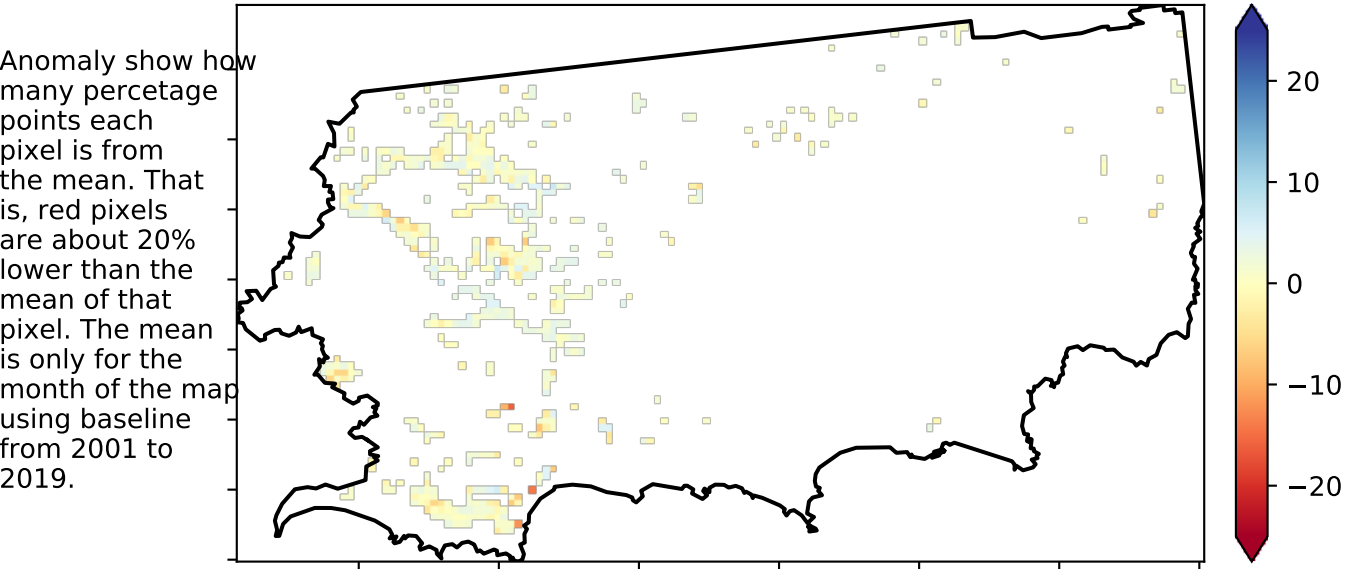 Anomaly show how
many percetage
points each
pixel is from
the mean. That
is, red pixels
are about 20%
lower than the
mean of that
pixel. The mean
is only for the
month of the map
using baseline
from 2001 to
2019.
20
10
0
−10
−20